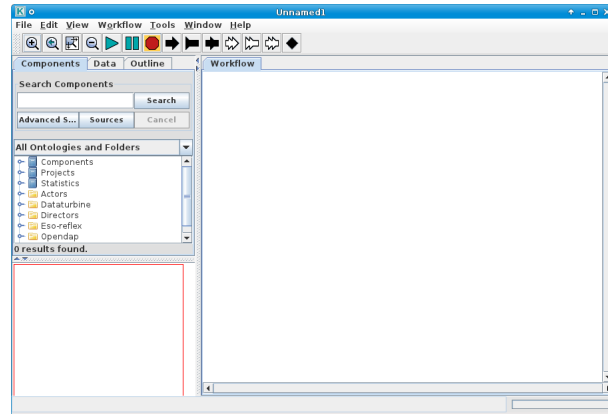 Unnamed1
File Edit View Workflow Tools Window Help
Components Data Outline
Workflow
Search Components
Search
Advanced S... Sources Cancel
All Ontologies and Folders
Components
Projects
Statistics
Actors
Dataturbine
Directors
Eso-reflex
Opendap
0 results found.